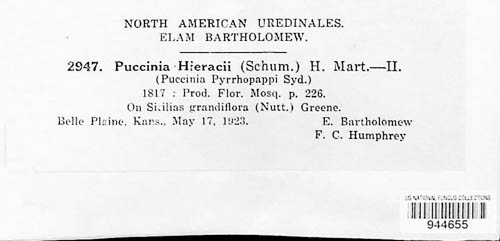 NORTH AMERICAN UREDINALES.
ELAM BARTHOLOMEW.
2947. Puccinia Hieracii (Schum.) H. Mart.—II.
(Puccinia Pyrrhopappi Syd.)
1817 : Prod. Flor. Mosq. p. 226.
On Sitilias grandiflora (Nutt.) Greene.
Belle Plaine, Kans., May 17, 1923.
E. Bartholomew
F. C. Humphrey
US NATIONAL FUNGUS COLLECTIONS
944655